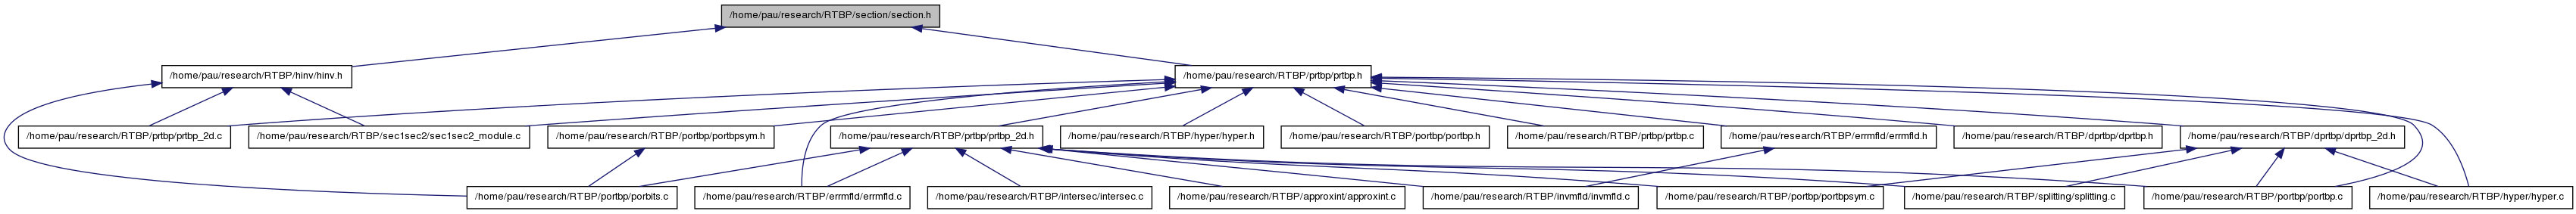 /home/pau/research/RTBP/section/section.h
/home/pau/research/RTBP/hinv/hinv.h
/home/pau/research/RTBP/prtbp/prtbp.h
/home/pau/research/RTBP/prtbp/prtbp_2d.c
/home/pau/research/RTBP/sec1sec2/sec1sec2_module.c
/home/pau/research/RTBP/portbp/portbpsym.h
/home/pau/research/RTBP/prtbp/prtbp_2d.h
/home/pau/research/RTBP/hyper/hyper.h
/home/pau/research/RTBP/portbp/portbp.h
/home/pau/research/RTBP/prtbp/prtbp.c
/home/pau/research/RTBP/errmfld/errmfld.h
/home/pau/research/RTBP/dprtbp/dprtbp.h
/home/pau/research/RTBP/dprtbp/dprtbp_2d.h
/home/pau/research/RTBP/portbp/porbits.c
/home/pau/research/RTBP/errmfld/errmfld.c
/home/pau/research/RTBP/intersec/intersec.c
/home/pau/research/RTBP/approxint/approxint.c
/home/pau/research/RTBP/invmfld/invmfld.c
/home/pau/research/RTBP/portbp/portbpsym.c
/home/pau/research/RTBP/splitting/splitting.c
/home/pau/research/RTBP/portbp/portbp.c
/home/pau/research/RTBP/hyper/hyper.c